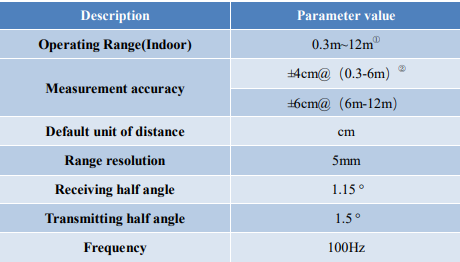 Description Parameter value
Operating Range(Indoor) 0.3m~12m①
Measurement accuracy ±4cm@（0.3-6m）②
±6cm@（6m-12m）
Default unit of distance cm
Range resolution 5mm
Receiving half angle 1.15 °
Transmitting half angle 1.5 °
Frequency 100Hz